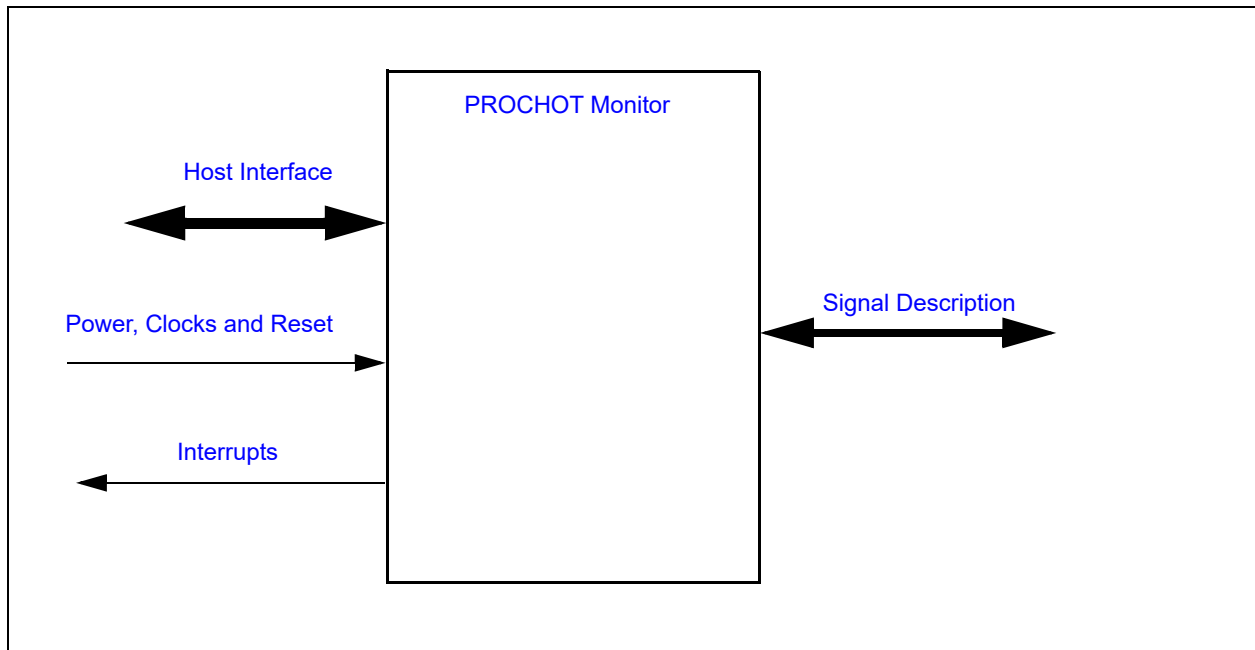 PROCHOT Monitor
Host Interface
Signal Description
Power, Clocks and Reset
Interrupts